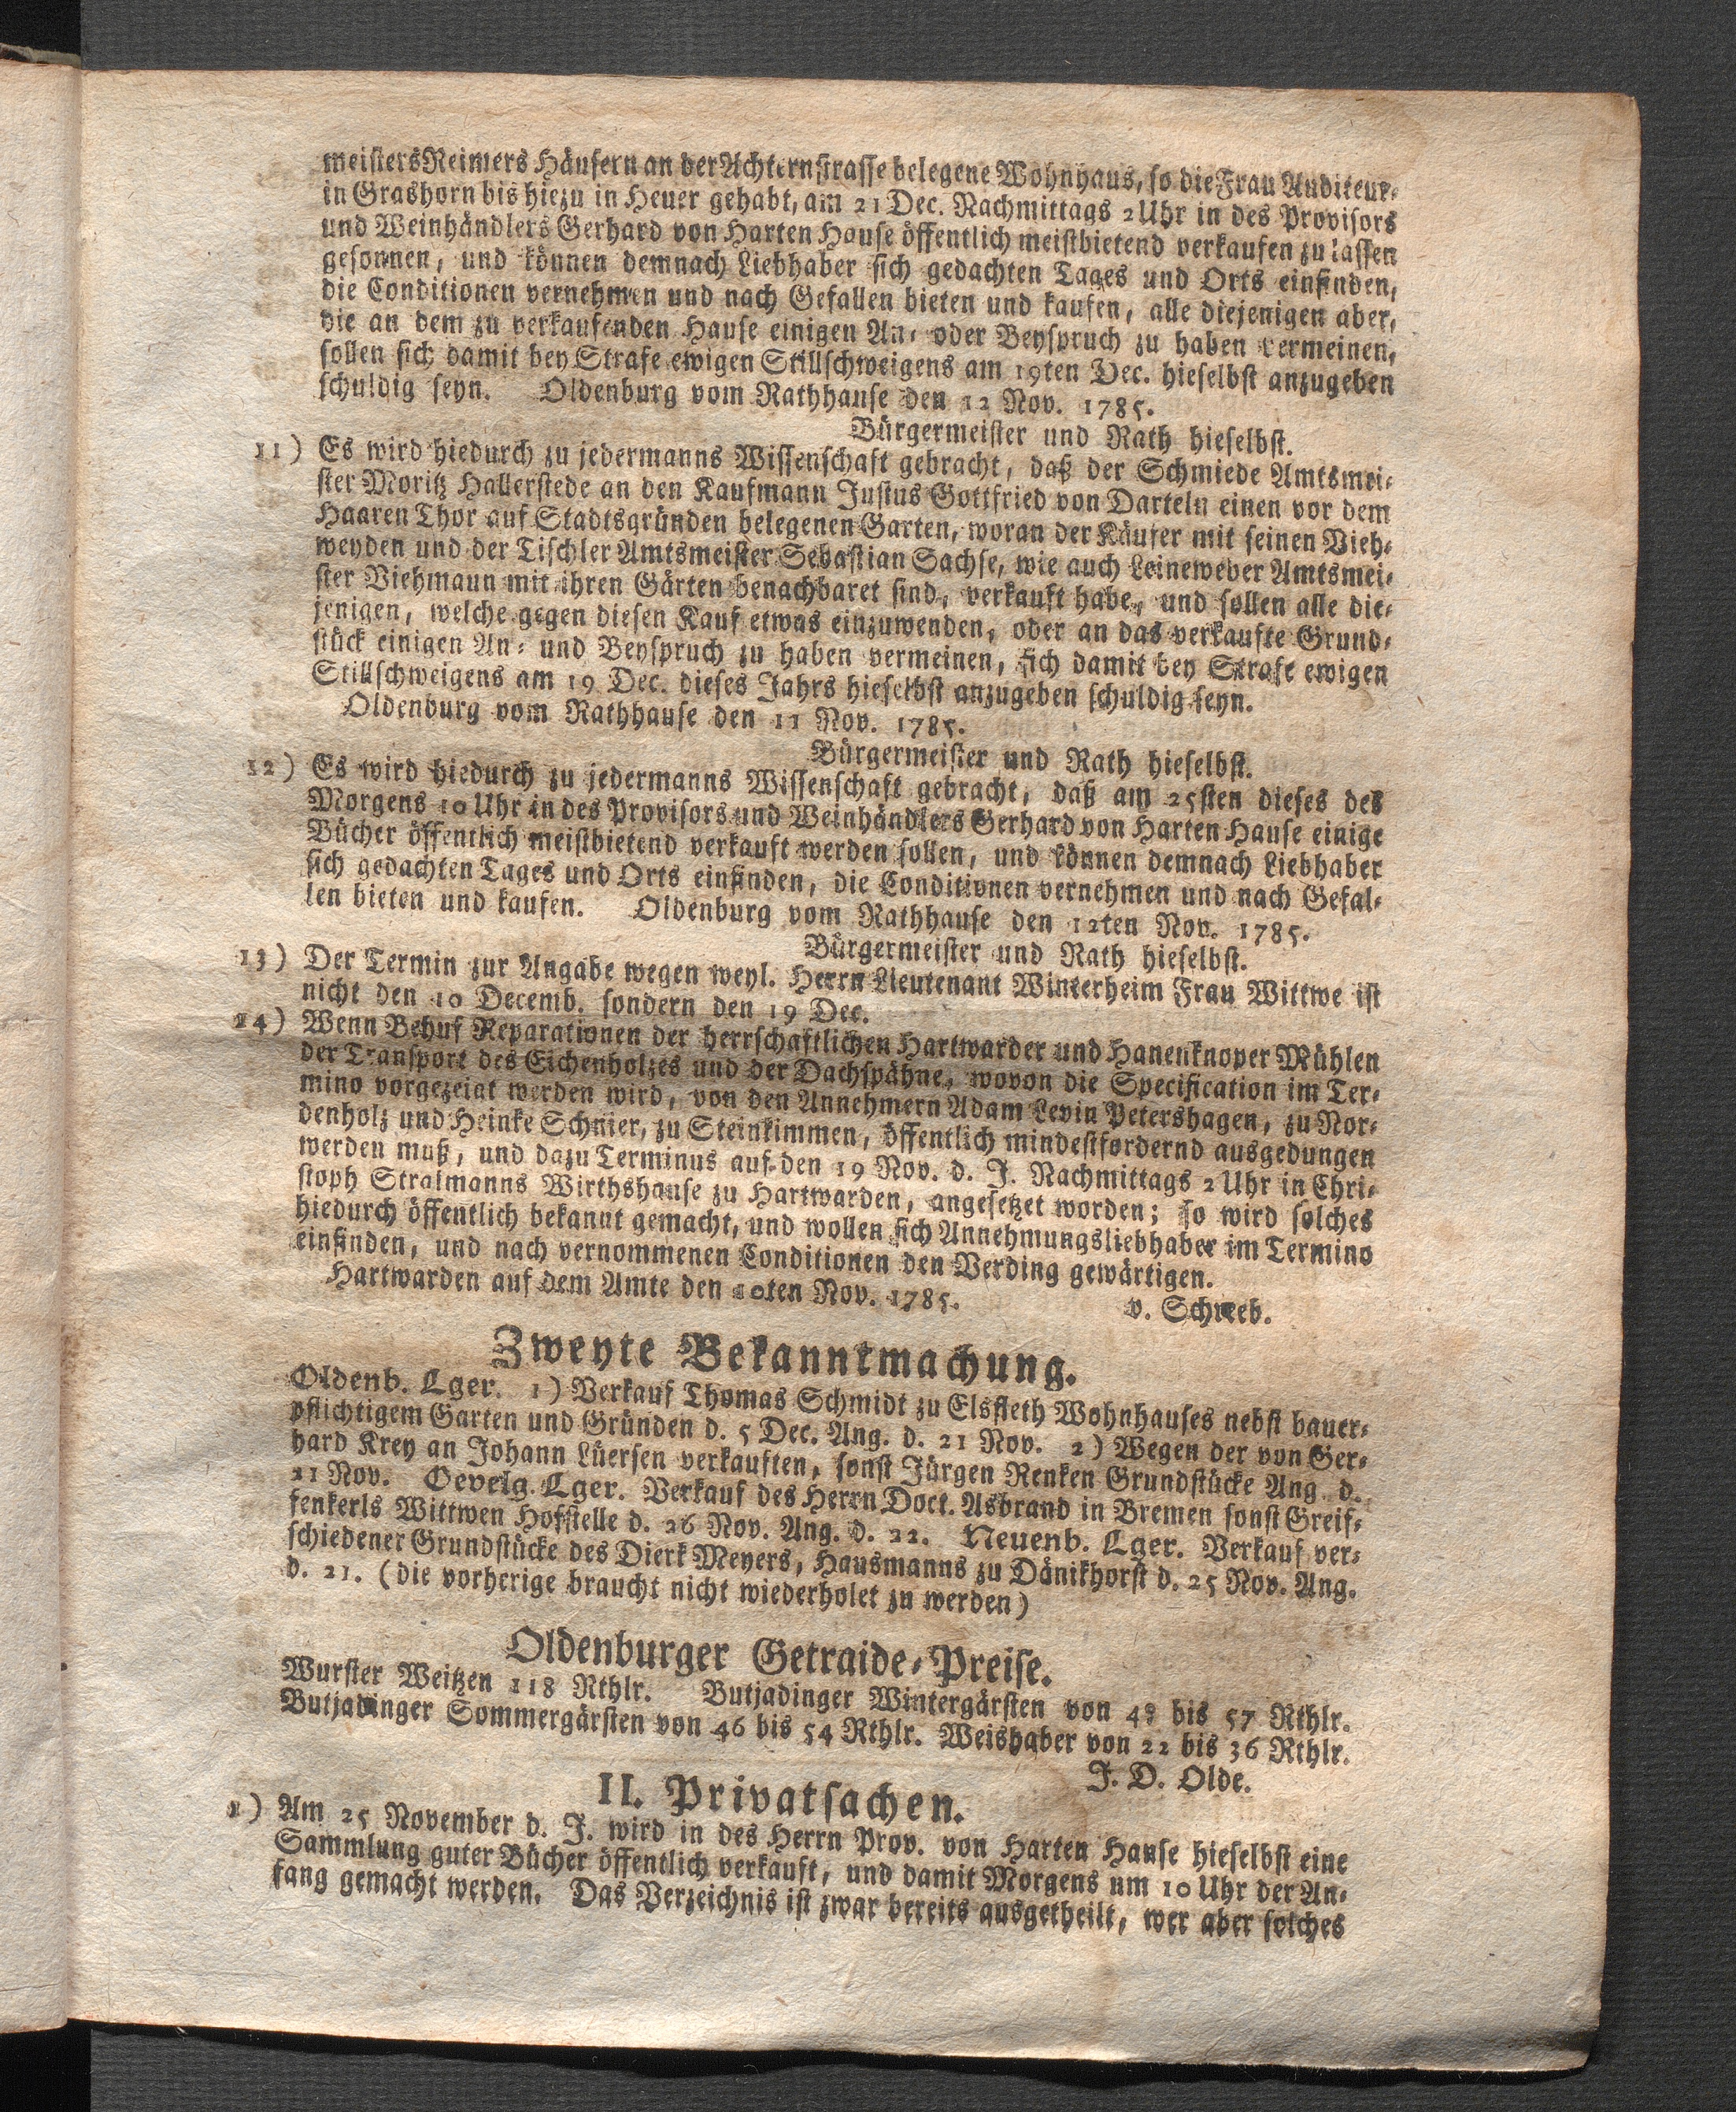 meisters Reimers Häusern an der Achternstrasse belegene Wohnhaus, so die Frau Auditeur-
in Grashorn bis hiezu in Heuer gehabt, am 21 Dec. Nachmittags 2 Uhr in des Provisors
und Weinhändlers Gerhard von Harten Hause öffentlich meistbietend verkaufen zu lassen
gesonnen, und können demnach Liebhaber sich gedachten Tages und Orts einfinden,
die Conditionen vernehmen und nach Gefallen bieten und kaufen, alle diejenigen aber,
die an dem zu verkaufenden Hause einigen An- oder Beyspruch zu haben vermeinen,
sollen sich damit bey Strafe ewigen Stillschweigens am 19ten Dec. hieselbst anzugeben
schuldig seyn. Oldenburg vom Rathhause den 12 Nov. 1785.
Bürgermeister und Rath hieselbst.
11) Es wird hiedurch zu jedermanns Wissenschaft gebracht, daß der Schmiede Amtsmei-
ster Moritz Hallerstede an den Kaufmann Justus Gottfried von Darteln einen vor dem
Haaren Thor auf Stadtsgründen belegenen Garten, woran der Käufer mit seinen Vieh-
weyden und der Tischler Amtsmeister Sebastian Sachse, wie auch Leineweber Amtsmei-
ster Viehmann mit ihren Gärten benachbaret sind, verkauft habe, und sollen alle die-
jenigen, welche gegen diesen Kauf etwas einzuwenden, oder an das verkaufte Grund-
stück einigen An- und Beyspruch zu haben vermeinen, sich damit bey Strafe ewigen
Stillschweigens am 19 Dec. dieses Jahrs hieselbst anzugeben schuldig seyn.
Oldenburg vom Rathhause den 11 Nov. 1785.
Bürgermeister und Rath hieselbst.
12) Es wird hiedurch zu jedermanns Wissenschaft gebracht, daß am 25sten dieses des
Morgens 10 Uhr in des Provisors und Weinhändlers Gerhard von Harten Hause einige
Bücher öffentlich meistbietend verkauft werden sollen, und können demnach Liebhaber
sich gedachten Tages und Orts einfinden, die Conditionen vernehmen und nach Gefal-
len bieten und kaufen. Oldenburg vom Rathhause den 12ten Nov. 1785.
Bürgermeister und Rath hieselbst.
13) Der Termin zur Angabe wegen weyl. Herrn Lieutenant Winterheim Frau Wittwe ist
nicht den 10 Decemb. sondern den 19 Dec.
14) Wenn Behuf Reparationen der herrschaftlichen Hartwarder und Hanenknoper Mühlen
der Transport des Eichenholzes und der Dachspähne, wovon die Specification im Ter-
mino vorgezeigt werden wird, von den Annehmern Adam Levin Petershagen, zu Nor-
denholz und Heinke Schnier, zu Steinkimmen, öffentlich mindestfordernd ausgedungen
werden muß, und dazu Terminus auf den 19 Nov. d. J. Nachmittags 2 Uhr in Chri-
stoph Stralmanns Wirthshause zu Hartwarden, angesetzet worden; so wird solches
hiedurch öffentlich bekannt gemacht, und wollen sich Annehmungsliebhaber im Termino
einfinden, und nach vernommenen Conditionen den Verding gewärtigen.
Hartwarden auf dem Amte den 10ten Nov. 1785.
v. Schreeb.
Zweyte Bekanntmachung.
Oldenb. Lger. 1) Verkauf Thomas Schmidt zu Elsfleth Wohnhauses nebst bauer-
pflichtigem Garten und Gründen d. 5 Dec. Ang. d. 21 Nov. 2) Wegen der von Ger-
hard Krey an Johann Lüersen verkauften, sonst Jürgen Renken Grundstücke Ang. d.
21 Nov. Oevelg. Lger. Verkauf des Herrn Doct. Asbrand in Bremen sonst Greif-
fenkerls Wittwen Hofstelle d. 26 Nov. Ang. d. 22. Neuenb. Lger. Verkauf ver-
schiedener Grundstücke des Dierk Meyers, Hausmanns zu Dänikhorst d. 25 Nov. Ang.
d. 21. (die vorherige braucht nicht wiederholet zu werden)
Oldenburger Getraide-Preise.
Wurster Weitzen 118 Rthlr. Butjadinger Wintergärsten von 48 bis 57 Rthlr.
Butjadinger Sommergärsten von 46 bis 54 Rthlr. Weishaber von 22 bis 36 Rthlr.
J. D. Olde.
II. Privatsachen.
1) Am 25 November d. J. wird in des Herrn Prov. von Harten Hause hieselbst eine
Sammlung guter Bücher öffentlich verkauft, und damit Morgens um 10 Uhr der An-
fang gemacht werden. Das Verzeichnis ist zwar bereits ausgetheilt, wer aber solches